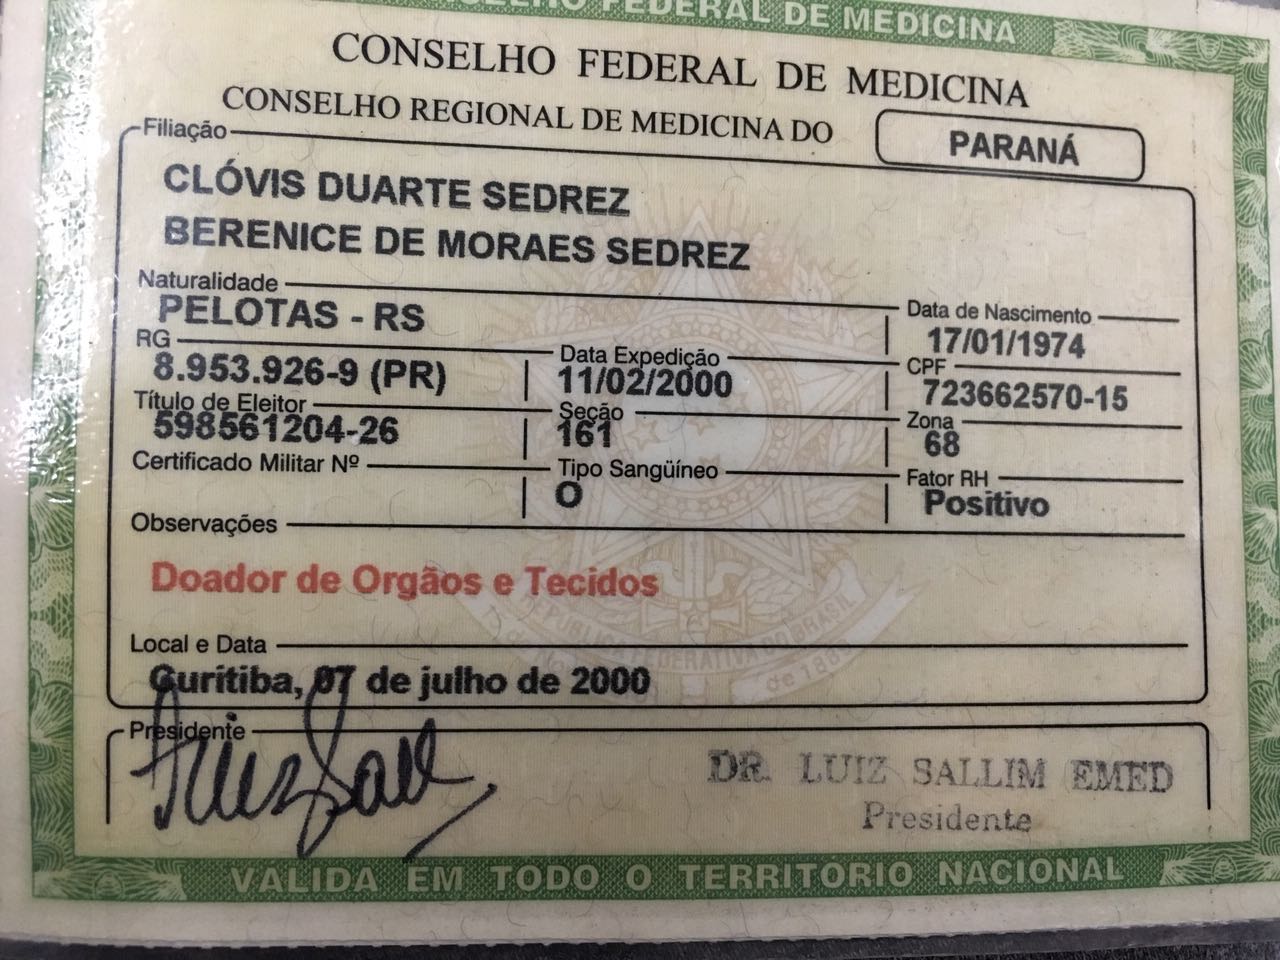 CONSELHO FEDERAL DE MEDICINA
CONSELHO FEDERAL DE MEDICINA
CONSELHO REGIONAL DE MEDICINA DO PARANÁ
Filiação
CLÓVIS DUARTE SEDREZ
BERENICE DE MORAES SEDREZ
Naturalidade
PELOTAS - RS
Data de Nascimento
17/01/1974
RG
8.953.926-9 (PR)
Data Expedição
11/02/2000
CPF
723662570-15
Título de Eleitor
598561204-26
Seção
161
Zona
68
Certificado Militar Nº
Tipo Sangüíneo
O
Fator RH
Positivo
Observações
Doador de Orgãos e Tecidos
REPUBLICA FEDERATIVA DO BRASIL
de 1889
Local e Data
Curitiba, 07 de julho de 2000
Presidente
DR. LUIZ SALLIM EMED
Presidente
VALIDA EM TODO O TERRITORIO NACIONAL